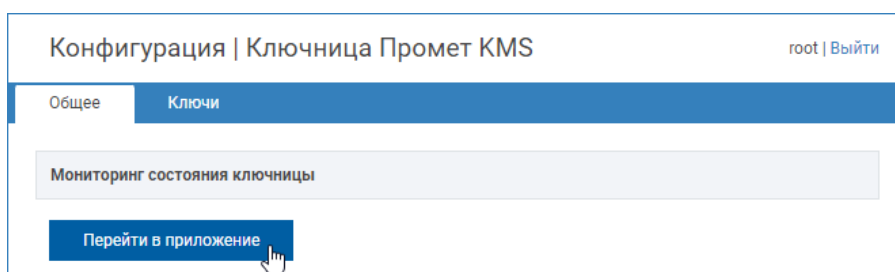 Конфигурация | Ключница Промет KMS
root | Выйти
Общее Ключи
Мониторинг состояния ключницы
Перейти в приложение